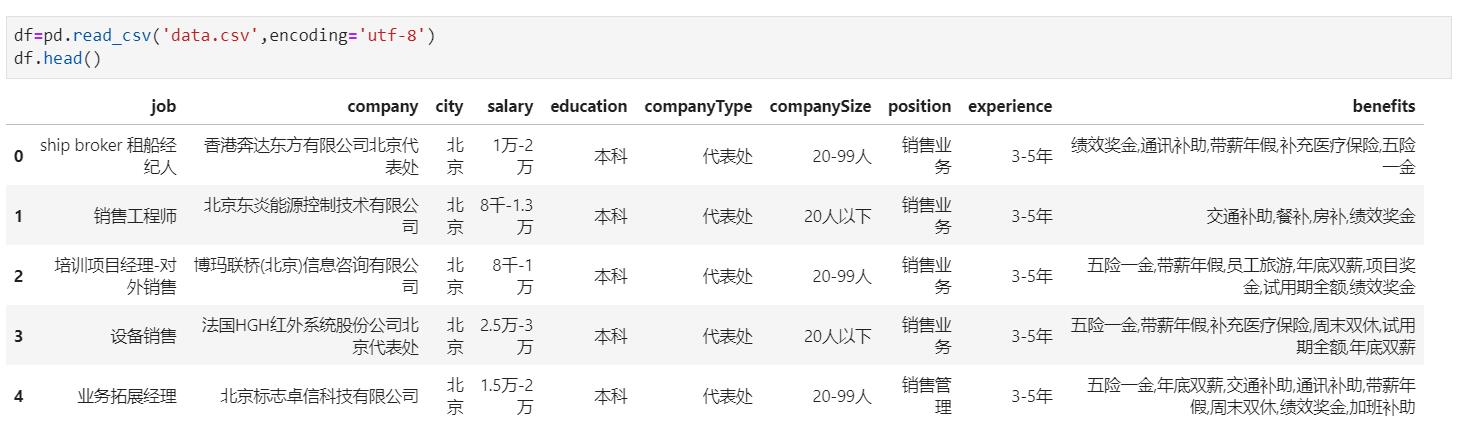 df=pd.read_csv('data.csv',encoding='utf-8')
df.head()
job company city salary education companyType companySize position experience benefits
0 ship broker 租船经纪人 香港奔达东方有限公司北京代表处 北京 1万-2万 本科 代表处 20-99人 销售业务 3-5年 绩效奖金,通讯补助,带薪年假,补充医疗保险,五险一金
1 销售工程师 北京东炎能源控制技术有限公司 北京 8千-1.3万 本科 代表处 20人以下 销售业务 3-5年 交通补助,餐补,房补,绩效奖金
2 培训项目经理-对外销售 博玛联桥(北京)信息咨询有限公司 北京 8千-1万 本科 代表处 20-99人 销售业务 3-5年 五险一金,带薪年假,员工旅游,年底双薪,项目奖金,试用期全额,绩效奖金
3 设备销售 法国HGH红外系统股份公司北京代表处 北京 2.5万-3万 本科 代表处 20人以下 销售业务 3-5年 五险一金,带薪年假,补充医疗保险,周末双休,试用期全额,年底双薪
4 业务拓展经理 北京标志卓信科技有限公司 北京 1.5万-2万 本科 代表处 20-99人 销售管理 3-5年 五险一金,年底双薪,交通补助,通讯补助,带薪年假,周末双休,绩效奖金,加班补助